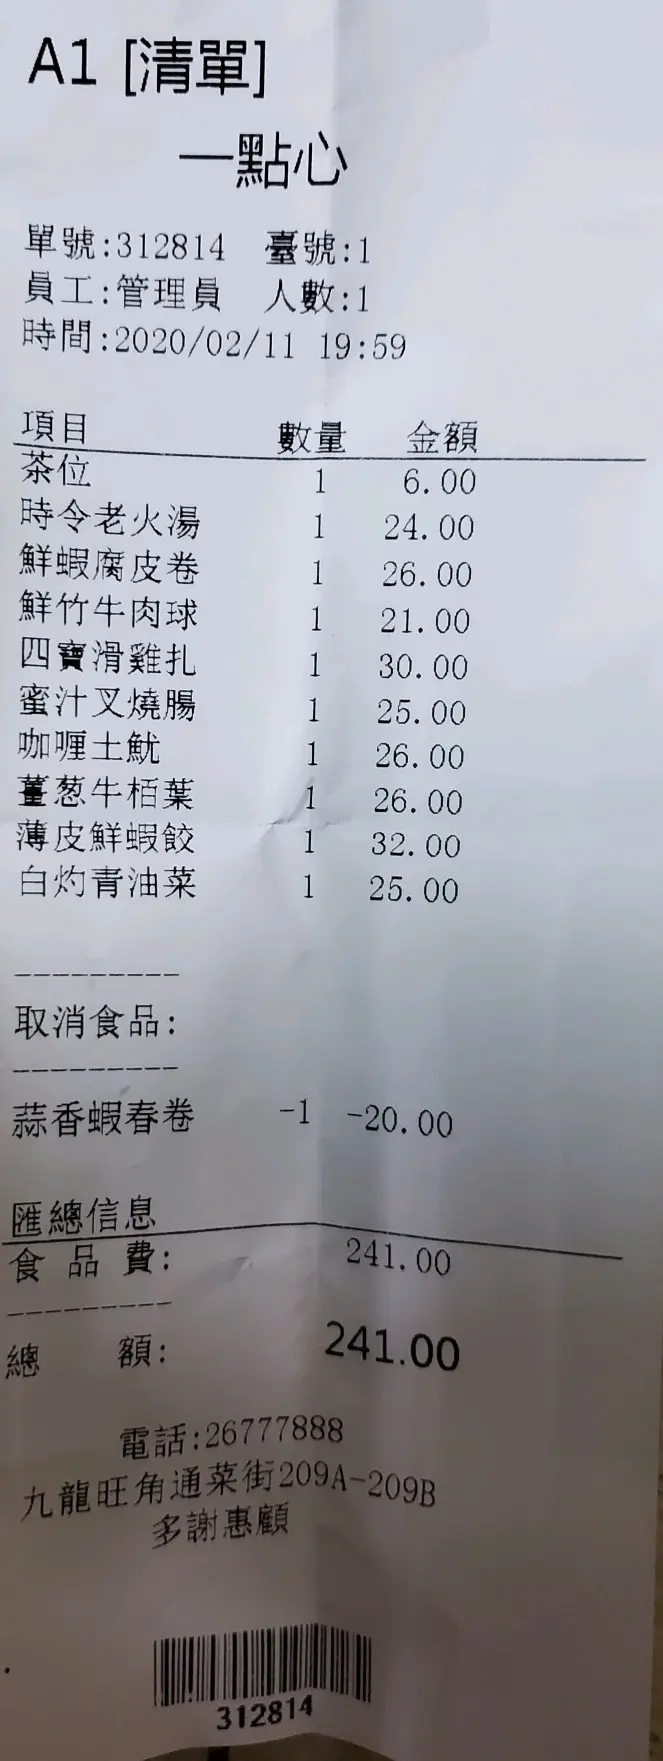 A1 [清單]
一點心
單號:312814 臺號:1
員工:管理員 人數:1
時間:2020/02/11 19:59
項目 數量 金額
茶位 1 6.00
時令老火湯 1 24.00
鮮蝦腐皮卷 1 26.00
鮮竹牛肉球 1 21.00
四寶滑雞扎 1 30.00
蜜汁叉燒腸 1 25.00
咖喱土魷 1 26.00
薑葱牛栢葉 1 26.00
薄皮鮮蝦餃 1 32.00
白灼青油菜 1 25.00
---------
取消食品:
---------
蒜香蝦春卷 -1 -20.00
匯總信息
食品費: 241.00
---------
總額: 241.00
電話:26777888
九龍旺角通菜街209A-209B
多謝惠顧
312814